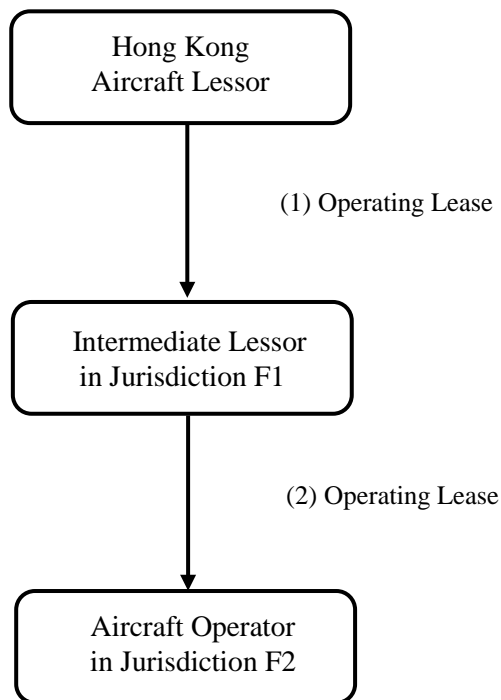 Hong Kong
Aircraft Lessor
(1) Operating Lease
Intermediate Lessor
in Jurisdiction F1
(2) Operating Lease
Aircraft Operator
in Jurisdiction F2